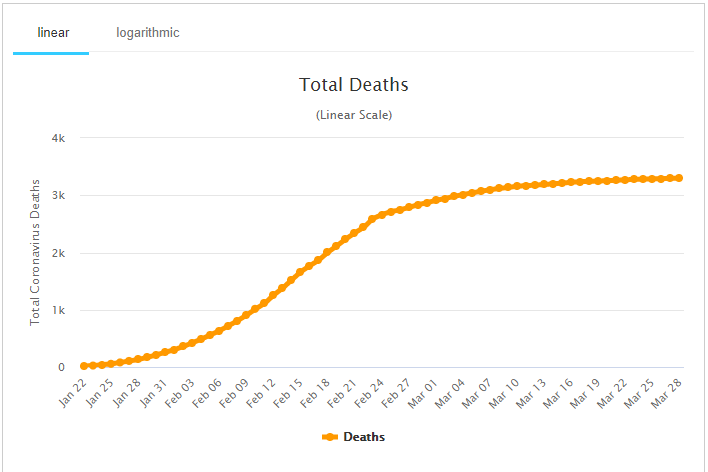 linear logarithmic
Total Deaths
(Linear Scale)
Total Coronavirus Deaths
4k
3k
2k
1k
0
Jan 22 Jan 25 Jan 28 Jan 31 Feb 03 Feb 06 Feb 09 Feb 12 Feb 15 Feb 18 Feb 21 Feb 24 Feb 27 Mar 01 Mar 04 Mar 07 Mar 10 Mar 13 Mar 16 Mar 19 Mar 22 Mar 25 Mar 28
Deaths